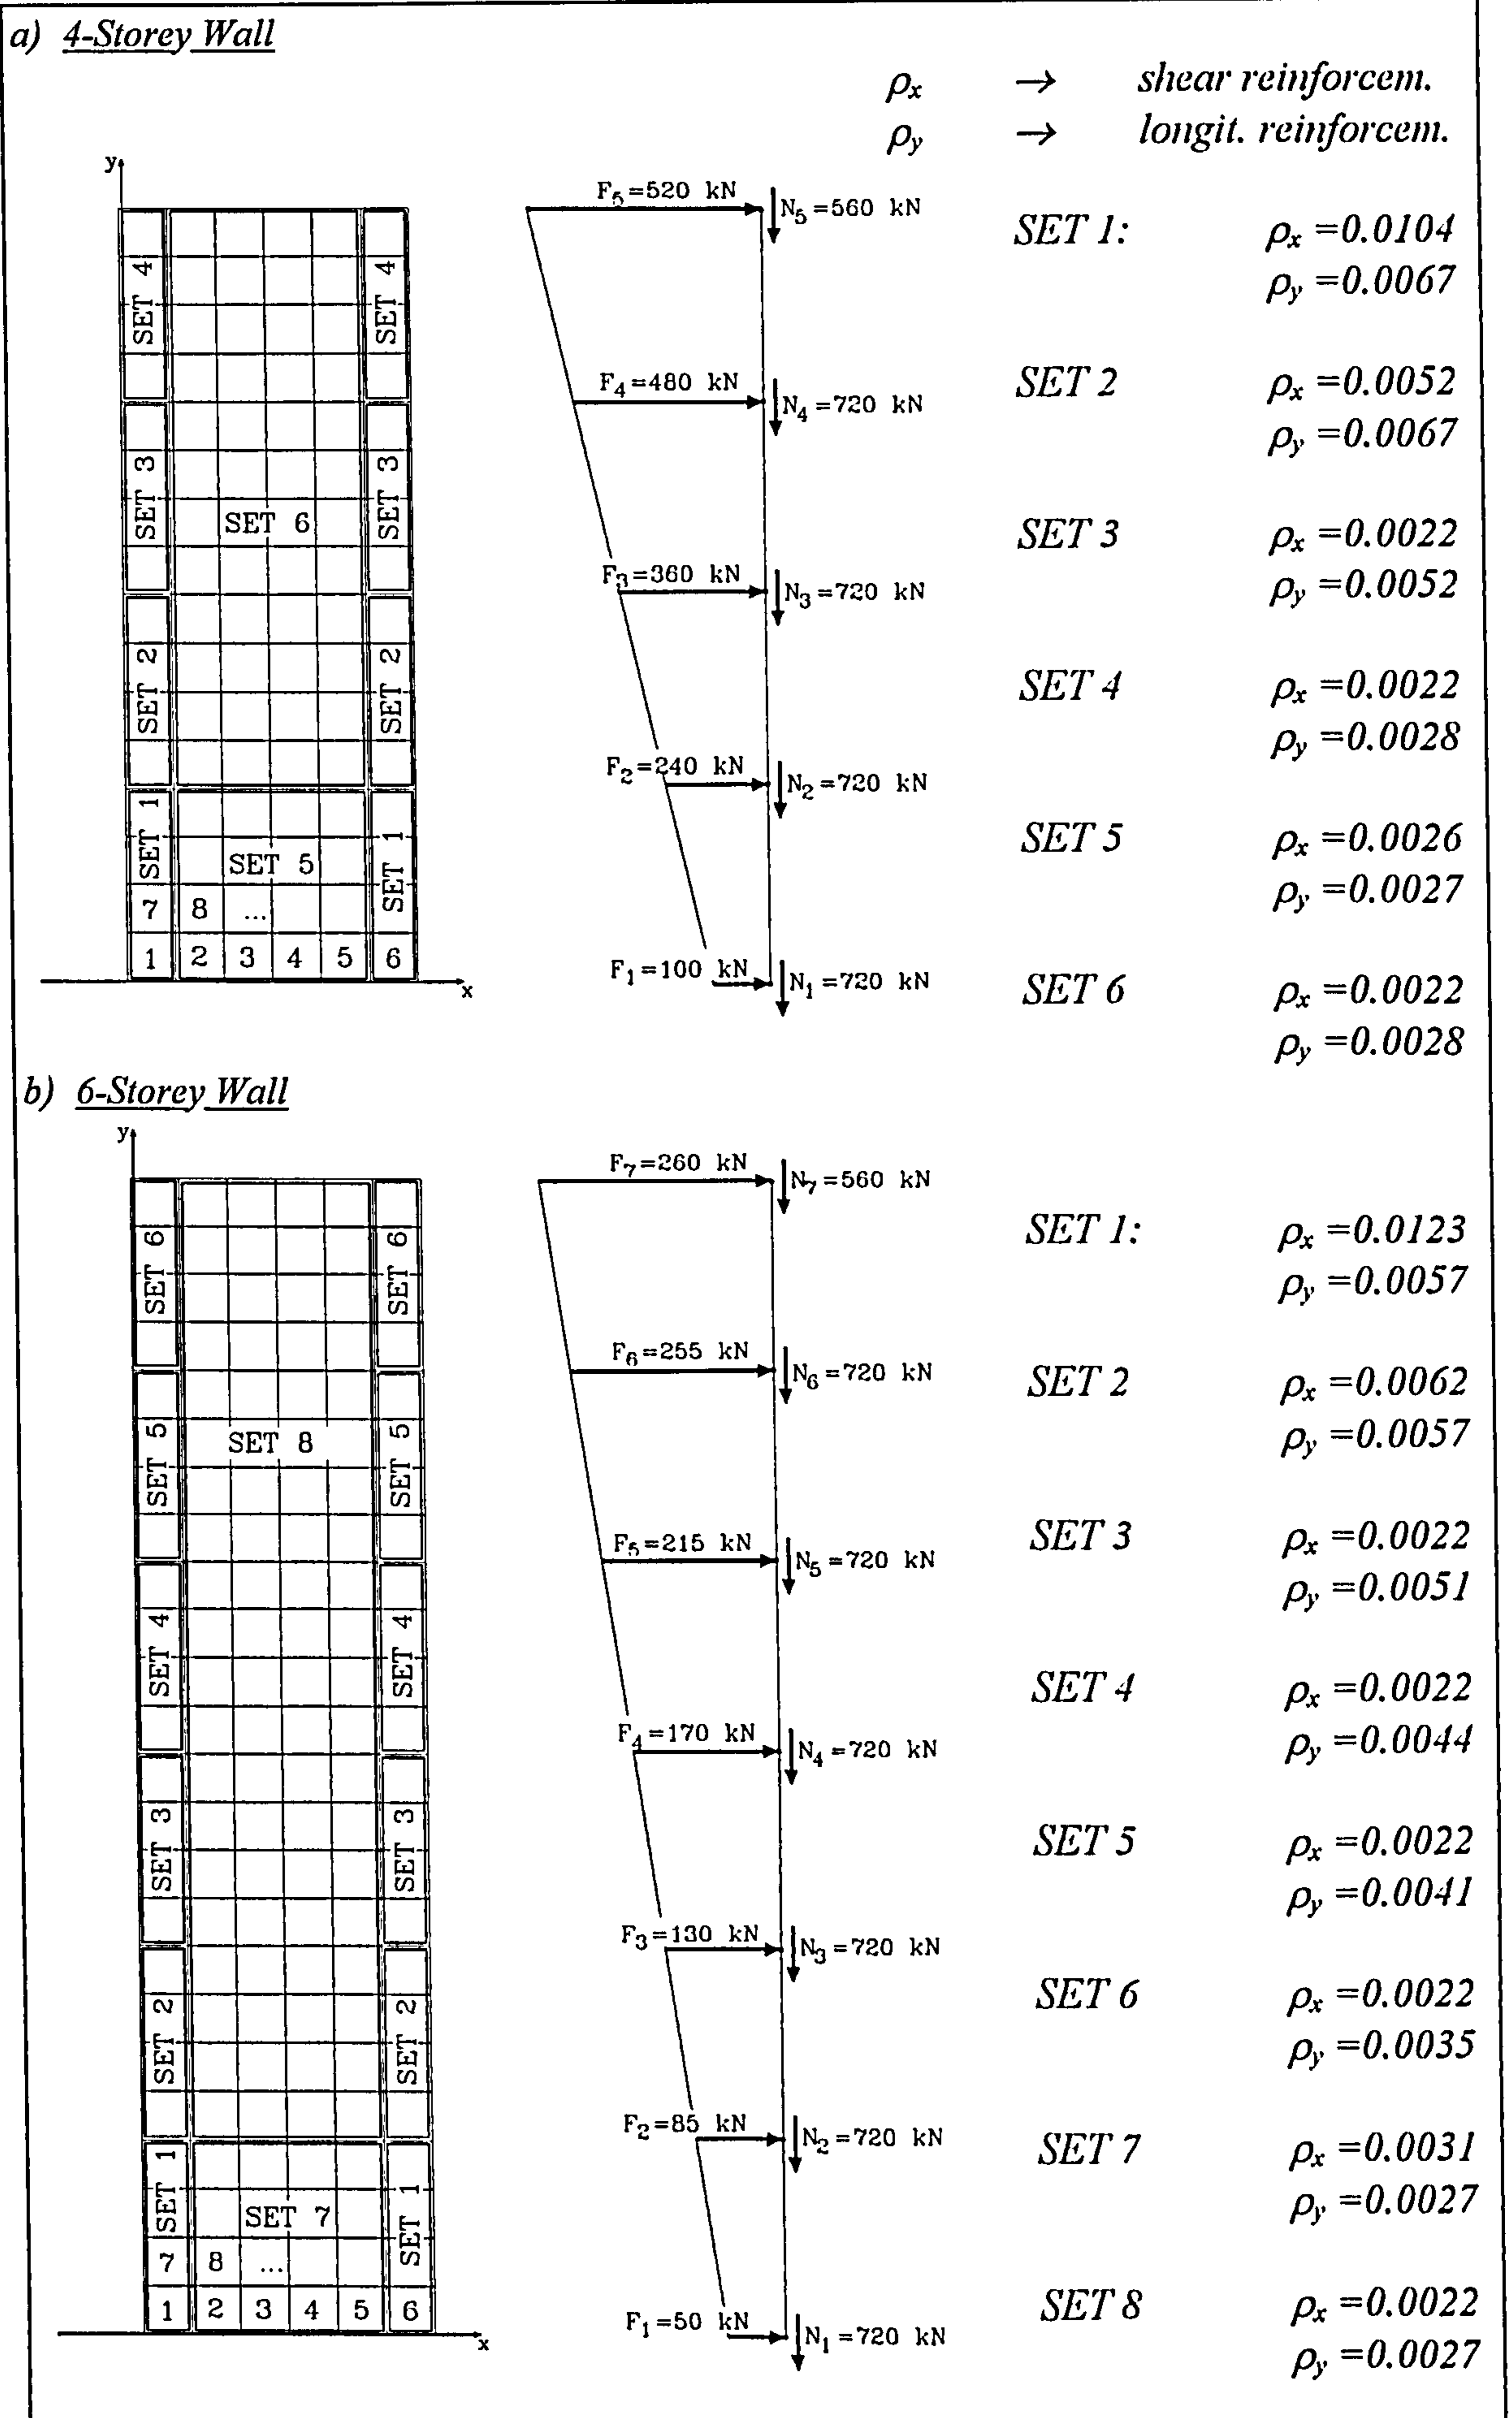 a) 4-Storey Wall
ρx → shear reinforcem.
ρy → longit. reinforcem.
y
F5=520 kN
N5=560 kN
SET 4
SET 4
F4=480 kN
N4=720 kN
SET 3
SET 3
SET 6
F3=360 kN
N3=720 kN
SET 2
SET 2
F2=240 kN
N2=720 kN
SET 1
SET 5
SET 1
7 8 ...
1 2 3 4 5 6
x
F1=100 kN
N1=720 kN
SET 1: ρx=0.0104
ρy=0.0067
SET 2 ρx=0.0052
ρy=0.0067
SET 3 ρx=0.0022
ρy=0.0052
SET 4 ρx=0.0022
ρy=0.0028
SET 5 ρx=0.0026
ρy=0.0027
SET 6 ρx=0.0022
ρy=0.0028
b) 6-Storey Wall
y
F7=260 kN
N7=560 kN
SET 6
SET 6
F6=255 kN
N6=720 kN
SET 5
SET 8
SET 5
F5=215 kN
N5=720 kN
SET 4
SET 4
F4=170 kN
N4=720 kN
SET 3
SET 3
F3=130 kN
N3=720 kN
SET 2
SET 2
F2=85 kN
N2=720 kN
SET 1
SET 7
SET 1
7 8 ...
1 2 3 4 5 6
x
F1=50 kN
N1=720 kN
SET 1: ρx=0.0123
ρy=0.0057
SET 2 ρx=0.0062
ρy=0.0057
SET 3 ρx=0.0022
ρy=0.0051
SET 4 ρx=0.0022
ρy=0.0044
SET 5 ρx=0.0022
ρy=0.0041
SET 6 ρx=0.0022
ρy=0.0035
SET 7 ρx=0.0031
ρy=0.0027
SET 8 ρx=0.0022
ρy=0.0027